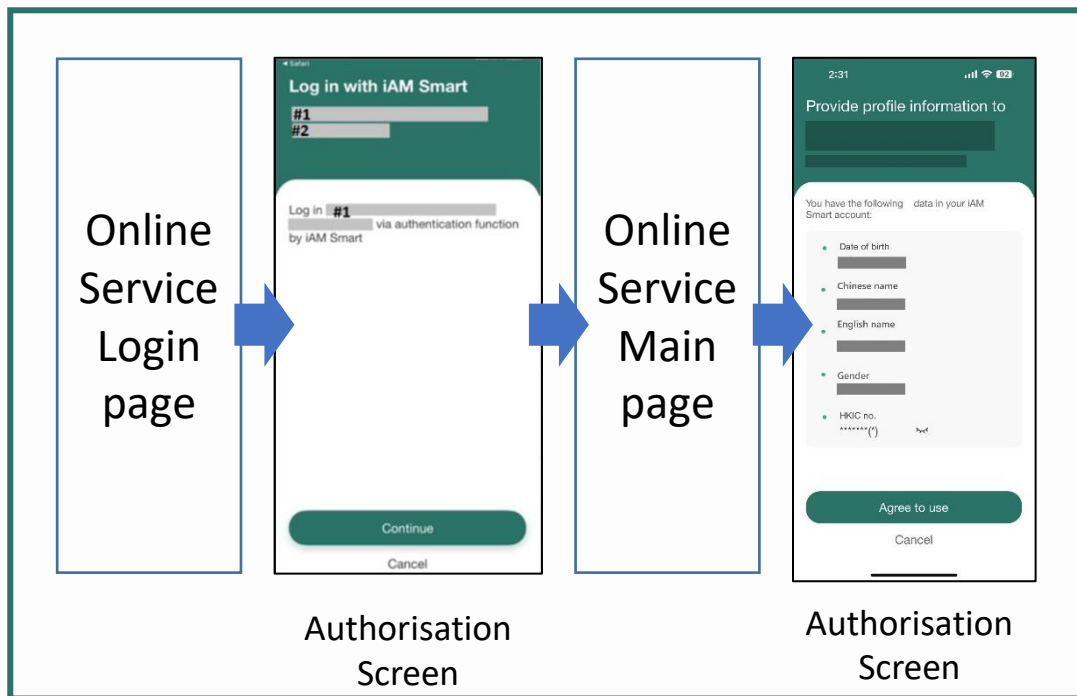 Online
Service
Login
page
Safari
Log in with iAM Smart
#1
#2
Log in #1
via authentication function
by iAM Smart
Continue
Cancel
Authorisation
Screen
Online
Service
Main
page
2:31
92
Provide profile information to
You have the following data in your iAM
Smart account:
Date of birth
Chinese name
English name
Gender
HKIC no.
*******(*)
Agree to use
Cancel
Authorisation
Screen